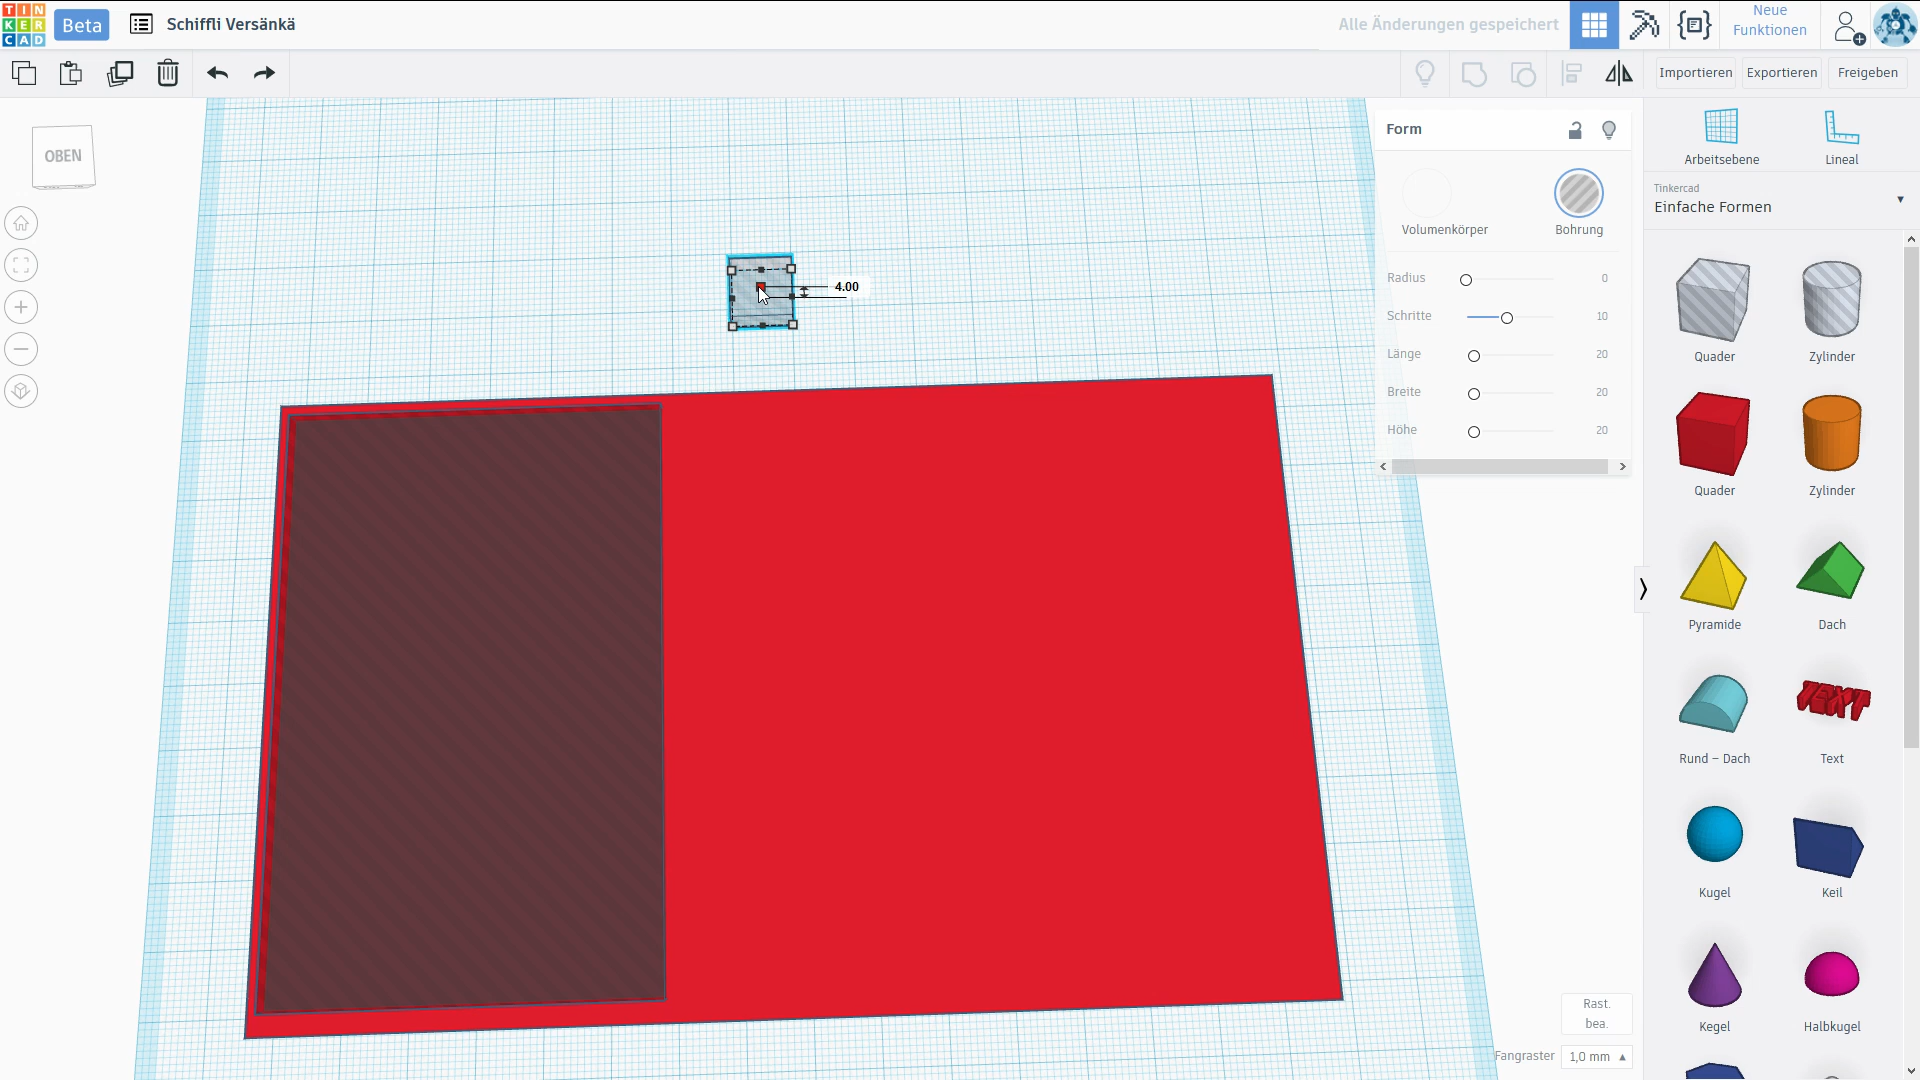 TIN
KER
CAD
Beta
Schiffli Versänkä
Alle Änderungen gespeichert
Neue
Funktionen
Importieren
Exportieren
Freigeben
OBEN
4.00
Form
Volumenkörper
Bohrung
Radius
0
Schritte
10
Länge
20
Breite
20
Höhe
20
Arbeitsebene
Lineal
Tinkercad
Einfache Formen
Quader
Zylinder
Quader
Zylinder
Pyramide
Dach
TEXT
Rund – Dach
Text
Kugel
Keil
Kegel
Halbkugel
Rast.
bea.
Fangraster
1,0 mm